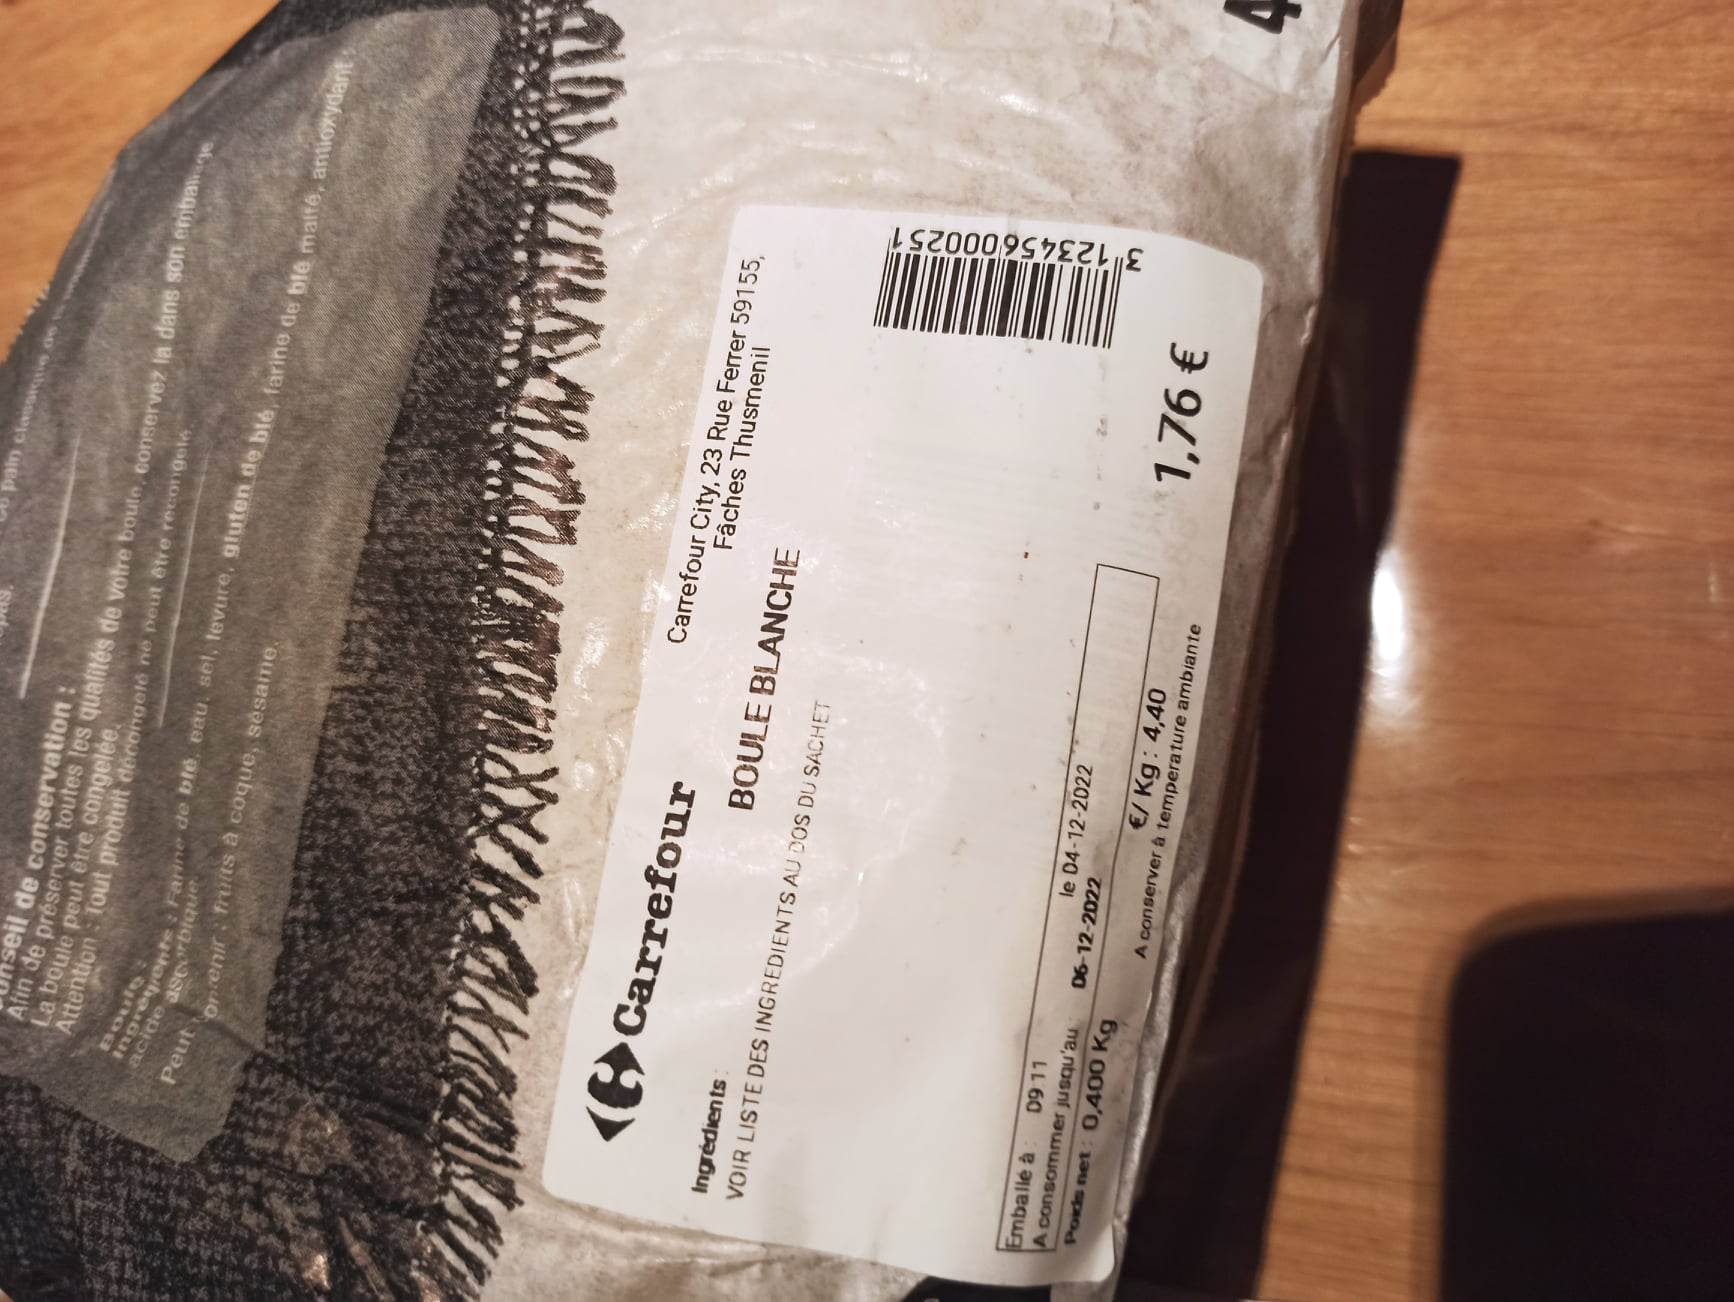 Conseil de conservation :
Afin de préserver toutes les qualités de votre boule, conservez la dans son emballage
La boule peut être congelée.
Attention : Tout produit décongelé ne peut être recongelé
Boule
Ingrédients : Farine de blé, eau, sel, levure, gluten de blé, farine de blé malté, antioxydant
acide ascorbique
Peut contenir : fruits à coque, sésame.
Carrefour
Carrefour City, 23 Rue Ferrer 59155,
Fâches Thusmenil
BOULE BLANCHE
Ingrédients :
VOIR LISTE DES INGREDIENTS AU DOS DU SACHET
3 123456000251
Emballé à : 09 11 le 04-12-2022
A consommer jusqu'au : 06-12-2022
Poids net : 0,400 Kg €/ Kg : 4,40 1,76 €
A conserver à temperature ambiante
4